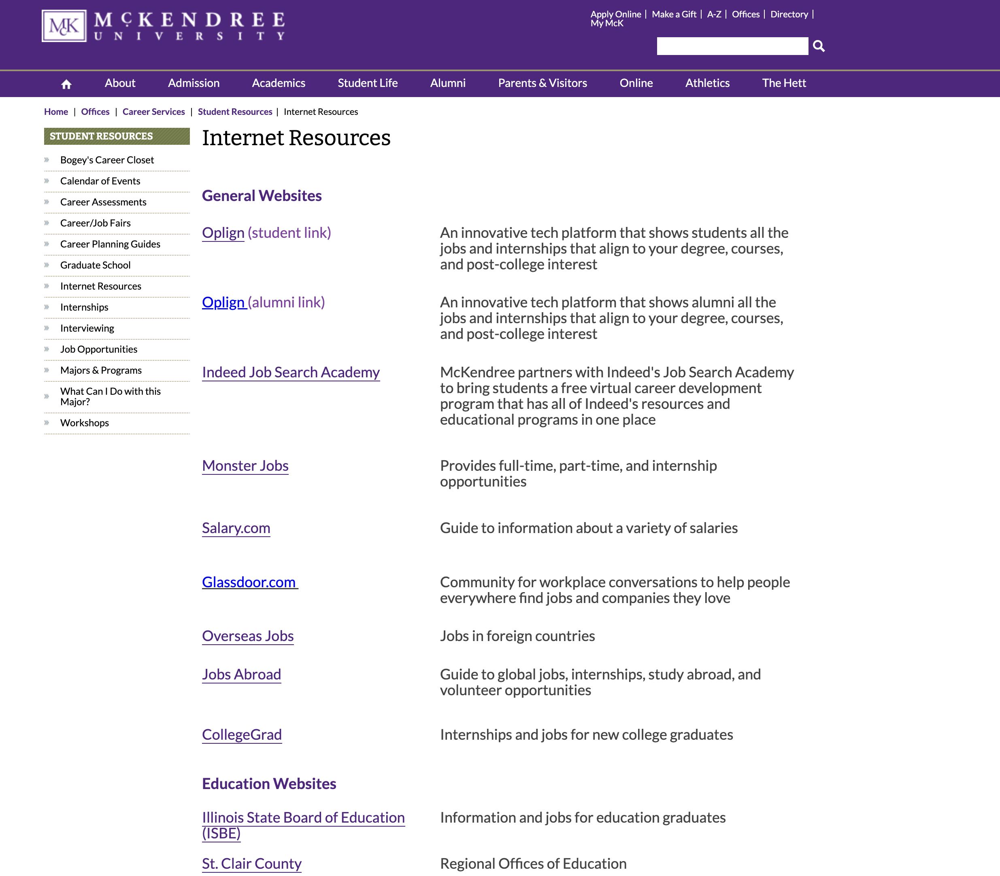 McK McKENDREE
UNIVERSITY
Apply Online | Make a Gift | A-Z | Offices | Directory |
My McK
About Admission Academics Student Life Alumni Parents & Visitors Online Athletics The Hett
Home | Offices | Career Services | Student Resources | Internet Resources
STUDENT RESOURCES
Bogey's Career Closet
Calendar of Events
Career Assessments
Career/Job Fairs
Career Planning Guides
Graduate School
Internet Resources
Internships
Interviewing
Job Opportunities
Majors & Programs
What Can I Do with this
Major?
Workshops
Internet Resources
General Websites
Oplign (student link)
An innovative tech platform that shows students all the
jobs and internships that align to your degree, courses,
and post-college interest
Oplign (alumni link)
An innovative tech platform that shows alumni all the
jobs and internships that align to your degree, courses,
and post-college interest
Indeed Job Search Academy
McKendree partners with Indeed's Job Search Academy
to bring students a free virtual career development
program that has all of Indeed's resources and
educational programs in one place
Monster Jobs
Provides full-time, part-time, and internship
opportunities
Salary.com
Guide to information about a variety of salaries
Glassdoor.com
Community for workplace conversations to help people
everywhere find jobs and companies they love
Overseas Jobs
Jobs in foreign countries
Jobs Abroad
Guide to global jobs, internships, study abroad, and
volunteer opportunities
CollegeGrad
Internships and jobs for new college graduates
Education Websites
Illinois State Board of Education
(ISBE)
Information and jobs for education graduates
St. Clair County
Regional Offices of Education